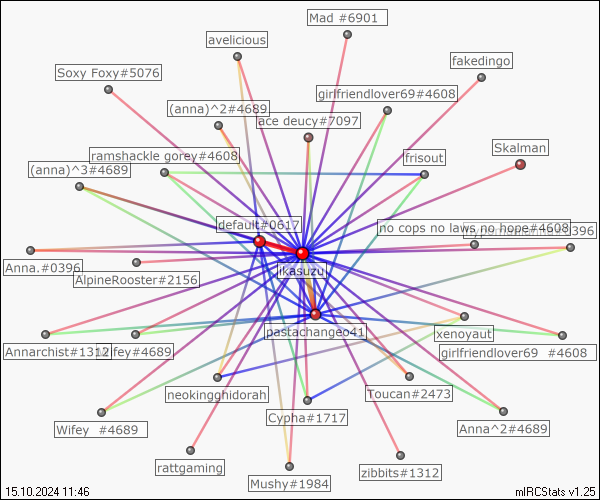 Mad #6901
avelicious
fakedingo
Soxy Foxy#5076
girlfriendlover69#4608
(anna)^2#4689
ace deucy#7097
Skalman
ramshackle gorey#4608
frisout
(anna)^3#4689
default#0617
no cops no laws no hope#4608
396
Anna.#0396
ikasuzu
AlpineRooster#2156
pastachangeo41
xenoyaut
Annarchist#1312
fey#4689
girlfriendlover69 #4608
neokingghidorah
Toucan#2473
Cypha#1717
Wifey #4689
Anna^2#4689
rattgaming
zibbits#1312
Mushy#1984
15.10.2024 11:46
mIRCStats v1.25